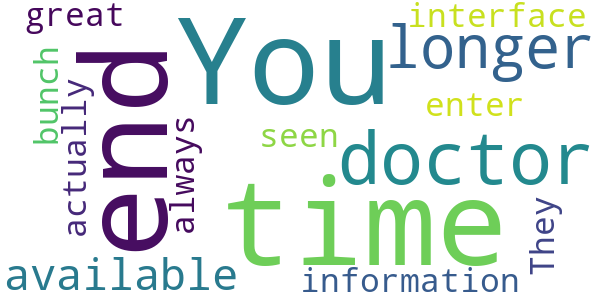 great
interface
You
longer
bunch
actually
end
always
seen
enter
doctor
time
They
available
information